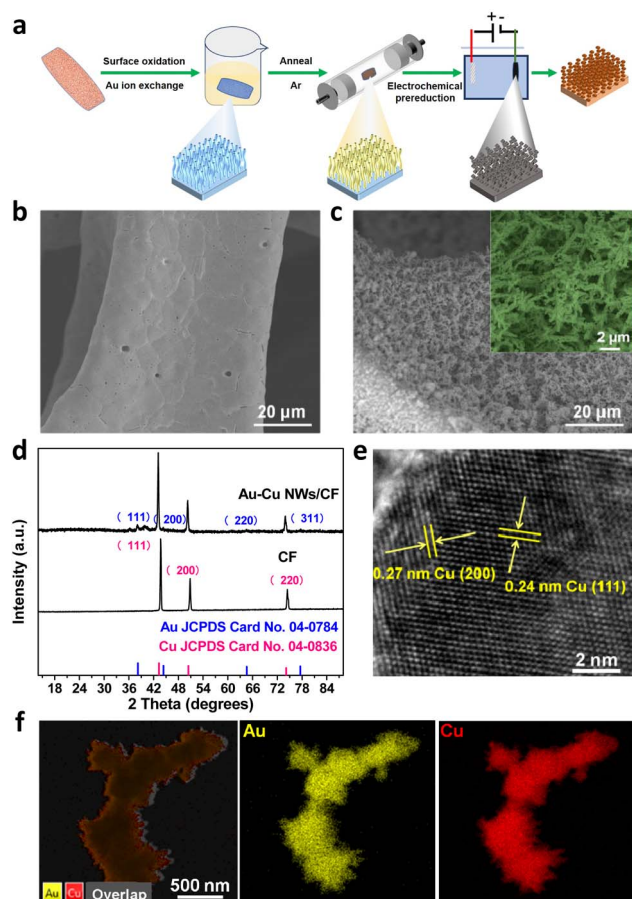 a
Surface oxidation
Au ion exchange
Anneal
Ar
Electrochemical
prereduction
+ -
b
20 μm
c
2 μm
20 μm
d
Intensity (a.u.)
Au-Cu NWs/CF
(111)
(200)
(220)
(311)
(111)
CF
(200)
(220)
Au JCPDS Card No. 04-0784
Cu JCPDS Card No. 04-0836
18 24 30 36 42 48 54 60 66 72 78 84
2 Theta (degrees)
e
0.27 nm Cu (200)
0.24 nm Cu (111)
2 nm
f
Au Cu Overlap
500 nm
Au
Cu